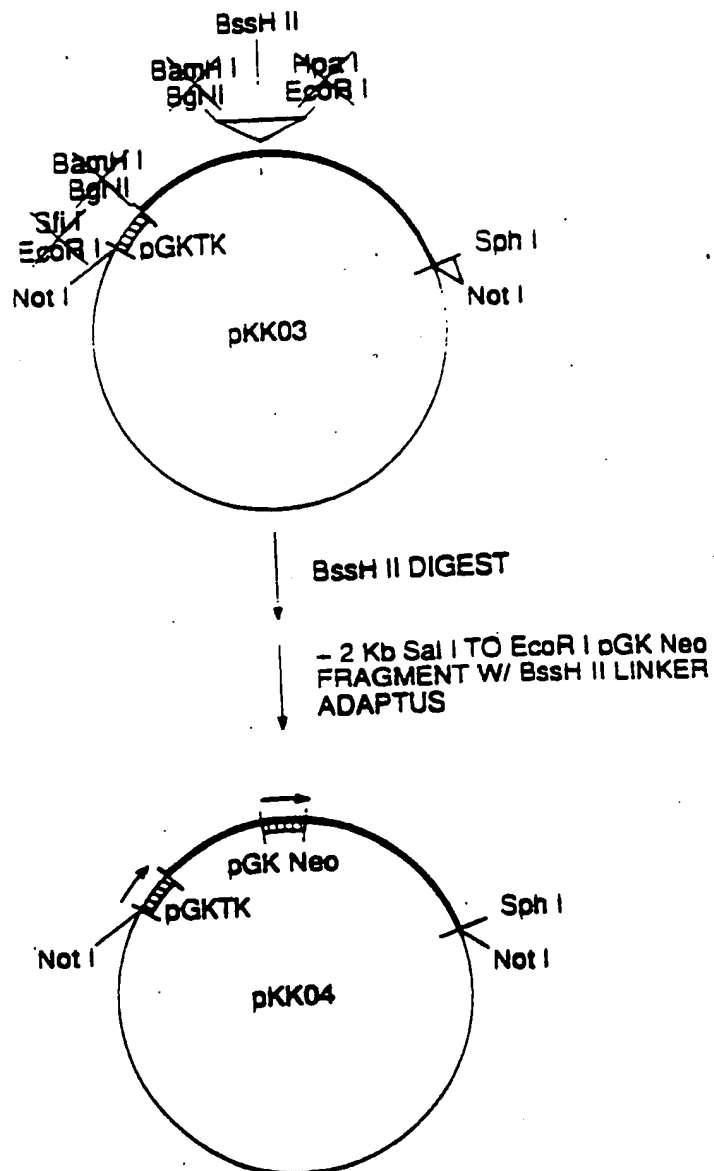 BssH II
BamH I
Bgl II
Hpa I
EcoR I
BamH I
Bgl II
Sfi I
EcoR I
pGKTK
Not I
Sph I
Not I
pKK03
BssH II DIGEST
~ 2 Kb Sal I TO EcoR I pGK Neo
FRAGMENT W/ BssH II LINKER
ADAPTUS
pGK Neo
pGKTK
Not I
Sph I
Not I
pKK04